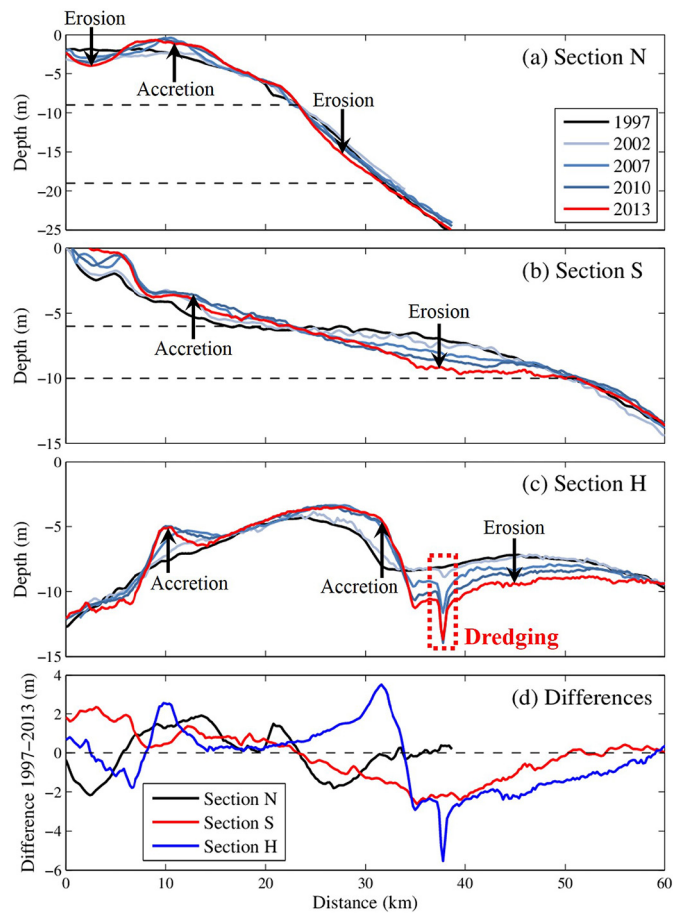 0
Erosion
(a) Section N
-5
Accretion
Erosion
Depth (m)
-10
1997
-15
2002
2007
-20
2010
2013
-25
0
(b) Section S
Depth (m)
-5
Erosion
Accretion
-10
-15
0
(c) Section H
Depth (m)
-5
Erosion
Accretion
Accretion
-10
Dredging
-15
4
(d) Differences
2
Difference 1997−2013 (m)
0
-2
Section N
-4
Section S
Section H
-6
0 10 20 30 40 50 60
Distance (km)